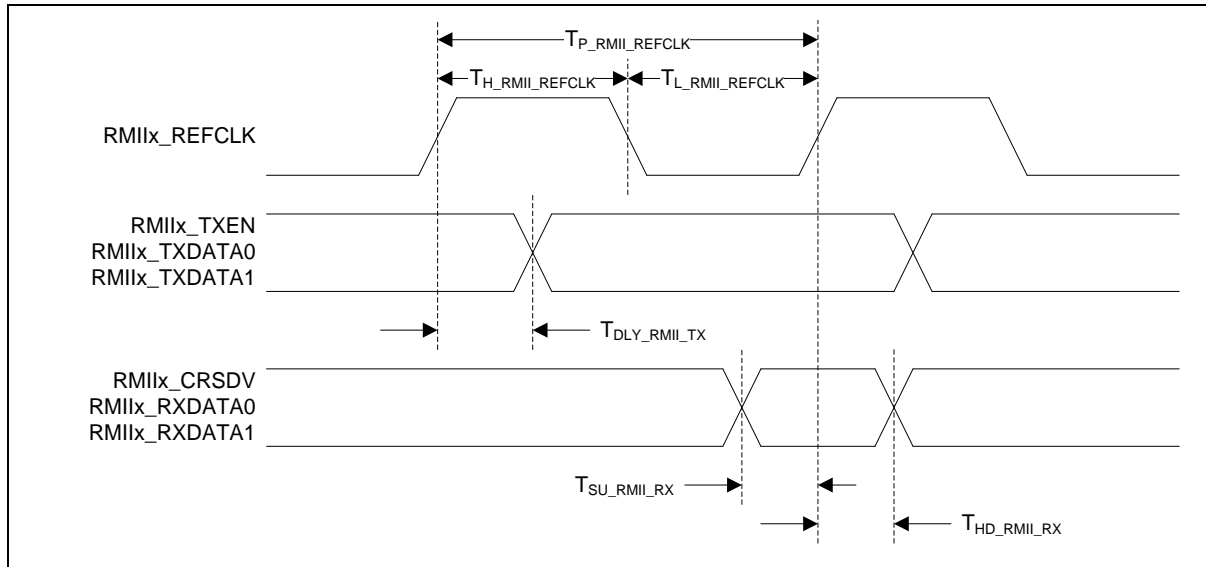 TP_RMII_REFCLK
TH_RMII_REFCLK TL_RMII_REFCLK
RMIIx_REFCLK
RMIIx_TXEN
RMIIx_TXDATA0
RMIIx_TXDATA1
TDLY_RMII_TX
RMIIx_CRSDV
RMIIx_RXDATA0
RMIIx_RXDATA1
TSU_RMII_RX
THD_RMII_RX